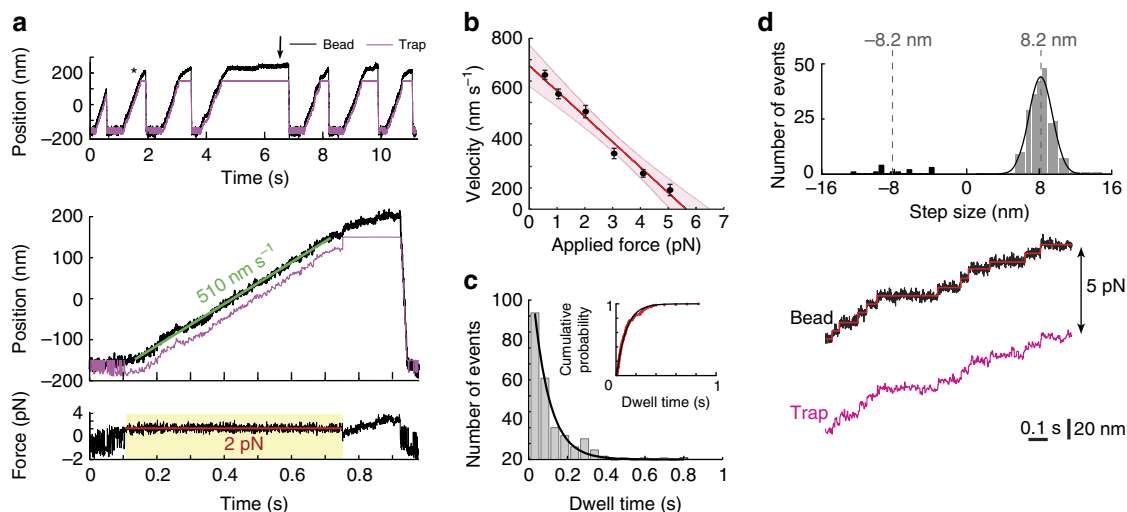 a
Bead
Trap
*
Position (nm)
200
0
–200
0 2 4 6 8 10
Time (s)
Position (nm)
200
100
0
–100
–200
510 nm s⁻¹
Force (pN)
4
2
0
–2
2 pN
0 0.2 0.4 0.6 0.8
Time (s)
b
Velocity (nm s⁻¹)
800
600
400
200
0
0 1 2 3 4 5 6 7
Applied force (pN)
c
Number of events
100
80
60
40
20
0 0.2 0.4 0.6 0.8 1
Dwell time (s)
Cumulative
probability
1
0 1
Dwell time (s)
d
–8.2 nm 8.2 nm
Number of events
50
25
0
-16 -8 0 8 16
Step size (nm)
Bead
5 pN
Trap
0.1 s 20 nm